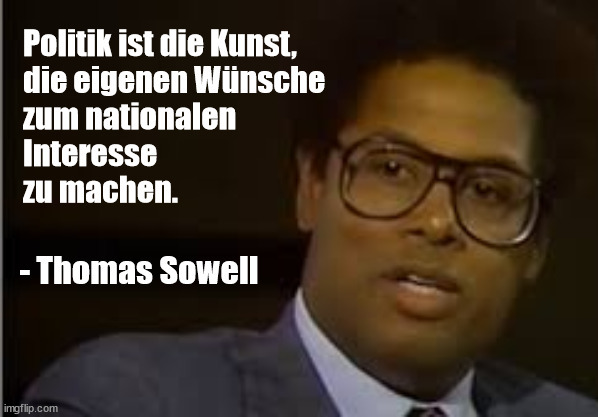 Politik ist die Kunst,
die eigenen Wünsche
zum nationalen
Interesse
zu machen.
- Thomas Sowell
imgflip.com